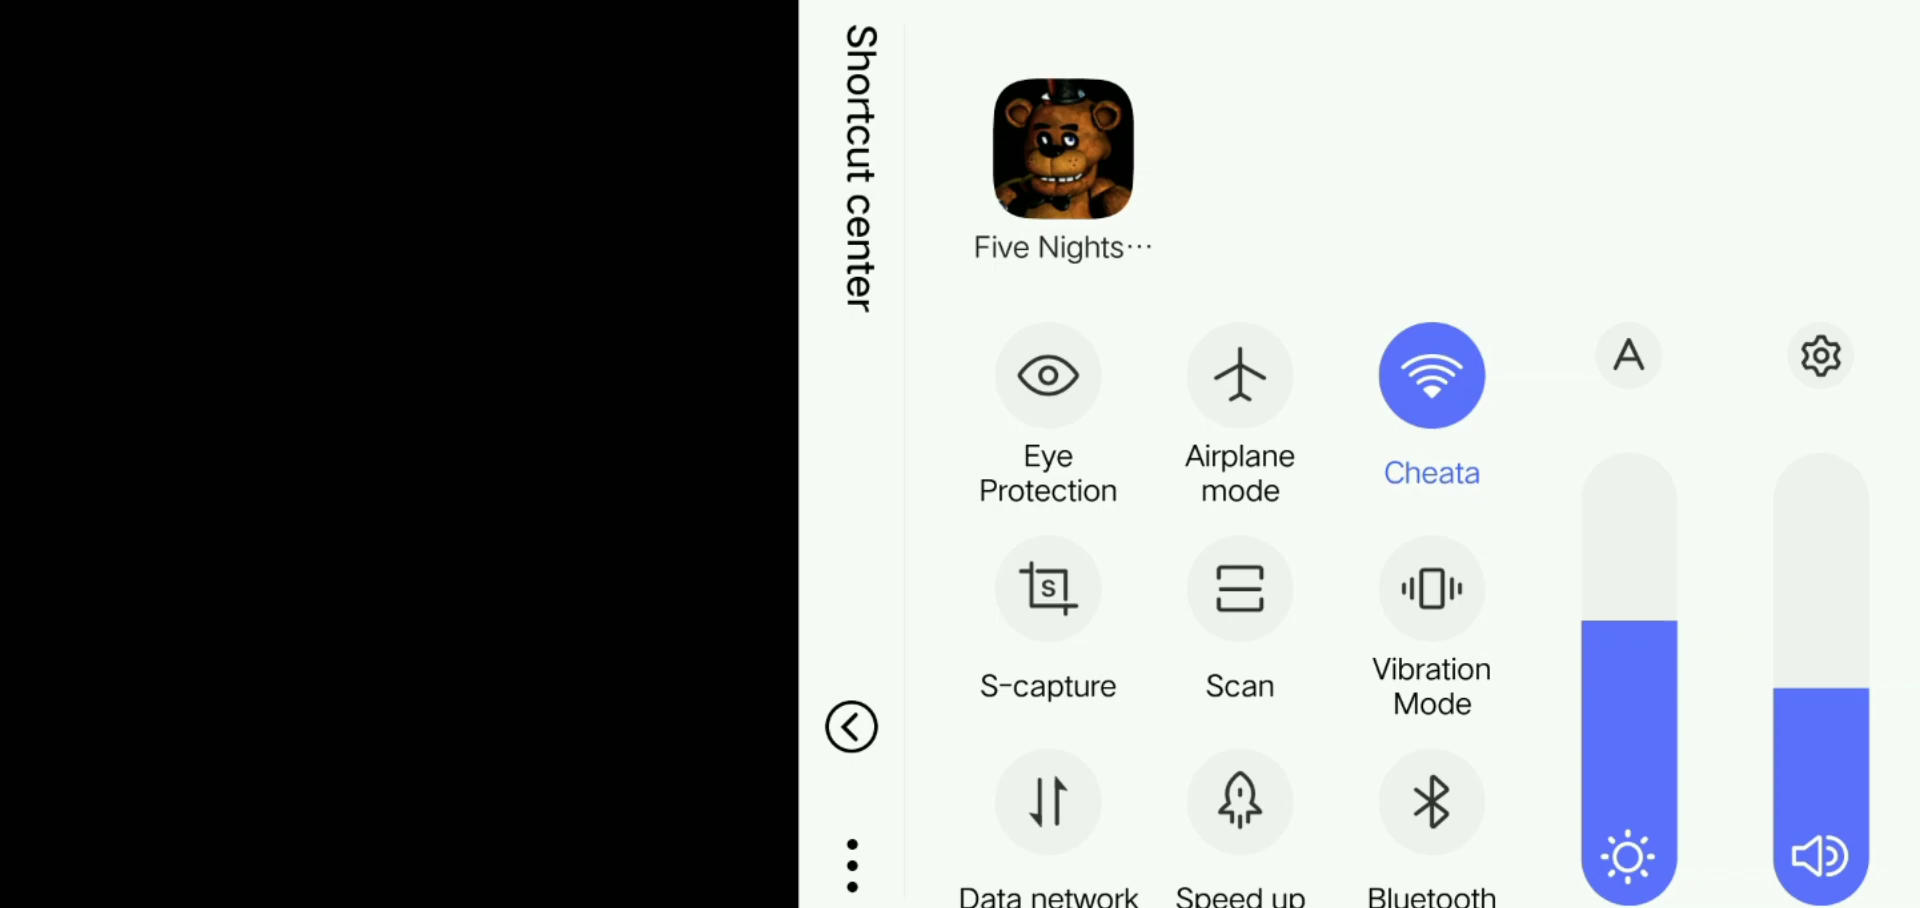 Shortcut center
Five Nights···
Eye
Protection
Airplane
mode
Cheata
A
S-capture
Scan
Vibration
Mode
Data network
Speed up
Bluetooth